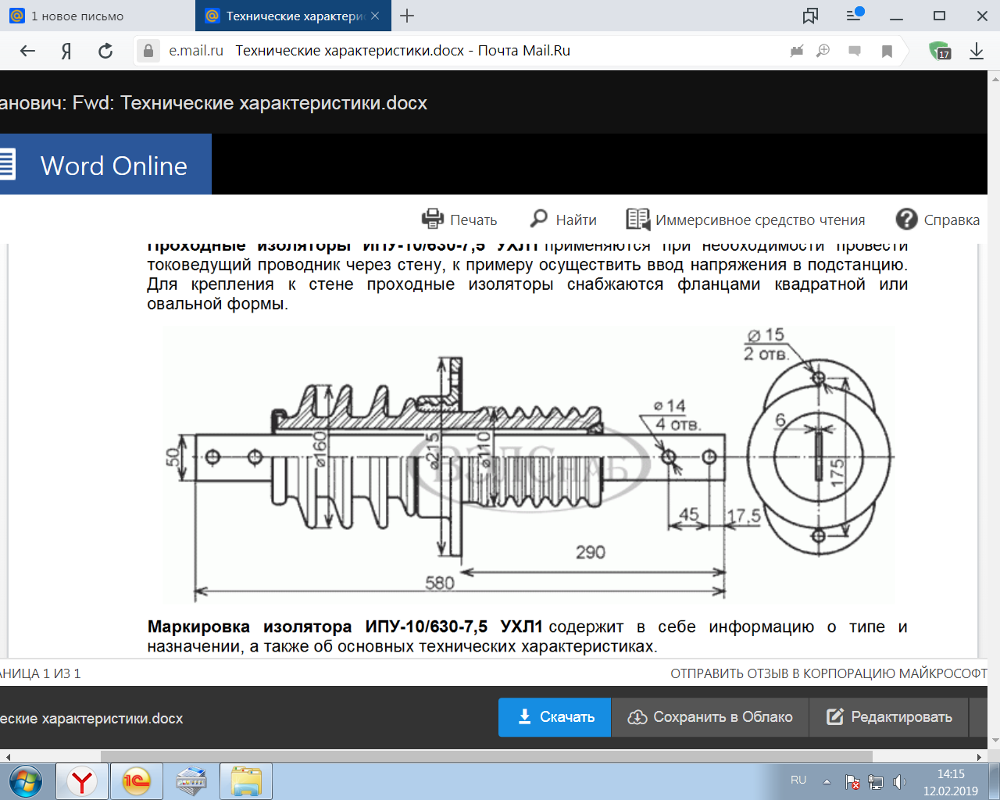 1 новое письмо
Технические характери
Я
e.mail.ru Технические характеристики.docx - Почта Mail.Ru
17
анович: Fwd: Технические характеристики.docx
Word Online
Печать
Найти
Иммерсивное средство чтения
Справка
Проходные изоляторы ИПУ-10/630-7,5 УХЛ1 применяются при необходимости провести
токоведущий проводник через стену, к примеру осуществить ввод напряжения в подстанцию.
Для крепления к стене проходные изоляторы снабжаются фланцами квадратной или
овальной формы.
⌀ 15
2 отв.
⌀ 14
4 отв.
6
50
⌀160
⌀215
⌀110
175
ВЭЛСНАБ
45
17,5
290
580
Маркировка изолятора ИПУ-10/630-7,5 УХЛ1 содержит в себе информацию о типе и
назначении, а также об основных технических характеристиках.
АНИЦА 1 ИЗ 1
ОТПРАВИТЬ ОТЗЫВ В КОРПОРАЦИЮ МАЙКРОСОФТ
еские характеристики.docx
Скачать
Сохранить в Облако
Редактировать
1С
RU
14:15
12.02.2019